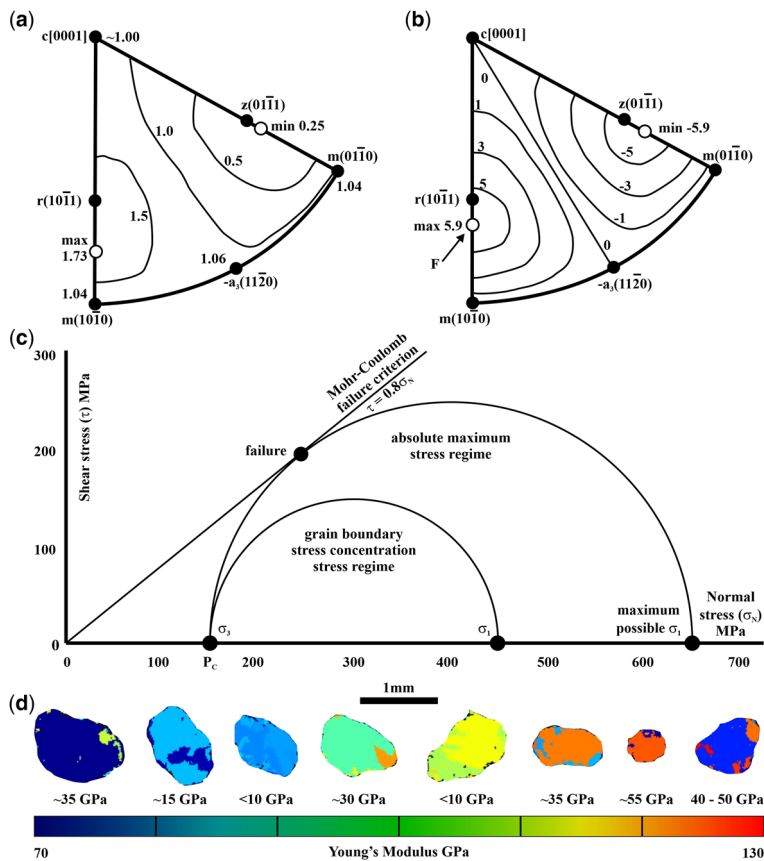 (a)
c[0001]
~1.00
z(011̅1)
min 0.25
1.0
0.5
m(011̅0)
1.04
r(101̅1)
1.5
max
1.73
1.06
-a₃(112̅0)
1.04
m(101̅0)
(b)
c[0001]
0
z(011̅1)
min -5.9
1
-5
m(011̅0)
3
-3
r(101̅1)
5
-1
max 5.9
0
F
-a₃(112̅0)
m(101̅0)
(c)
300
Shear stress (τ) MPa
Mohr-Coulomb
failure criterion
τ = 0.8σN
failure
absolute maximum
stress regime
200
grain boundary
stress concentration
stress regime
100
σ₃
σ₁
maximum
possible σ₁
Normal
stress (σN)
MPa
0
0
100
PC
200
300
400
500
600
700
1mm
(d)
~35 GPa
~15 GPa
<10 GPa
~30 GPa
<10 GPa
~35 GPa
~55 GPa
40 - 50 GPa
70
Young's Modulus GPa
130